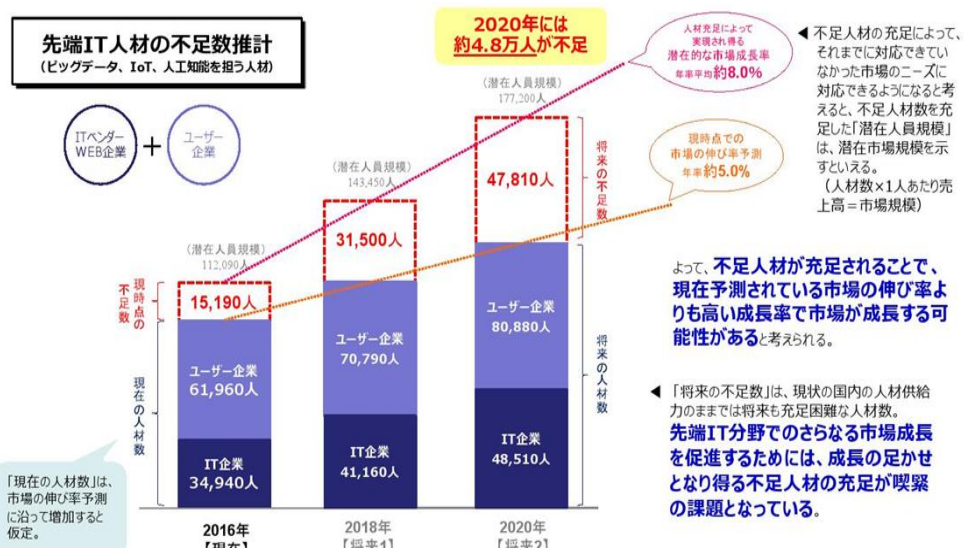 先端IT人材の不足数推計
(ビッグデータ、IoT、人工知能を担う人材)
ITベンダー
WEB企業
+
ユーザー
企業
2020年には
約4.8万人が不足
人材充足によって
実現され得る
潜在的な市場成長率
年率平均約8.0%
現時点での
市場の伸び率予測
年率約5.0%
(潜在人員規模)
112,090人
15,190人
ユーザー企業
61,960人
IT企業
34,940人
2016年
【現在】
(潜在人員規模)
143,450人
31,500人
ユーザー企業
70,790人
IT企業
41,160人
2018年
【将来1】
(潜在人員規模)
177,200人
47,810人
ユーザー企業
80,880人
IT企業
48,510人
2020年
【将来2】
現時点の
不足数
現在の人材数
将来の不足数
将来の人材数
「現在の人材数」は、
市場の伸び率予測
に沿って増加すると
仮定。
◀ 不足人材の充足によって、
それまでに対応できてい
なかった市場のニーズに
対応できるようになると考
えると、不足人材数を充
足した「潜在人員規模」
は、潜在市場規模を示
すといえる。
(人材数×1人あたり売
上高=市場規模)
よって、不足人材が充足されることで、
現在予測されている市場の伸び率よ
りも高い成長率で市場が成長する可
能性があると考えられる。
◀ 「将来の不足数」は、現状の国内の人材供給
力のままでは将来も充足困難な人材数。
先端IT分野でのさらなる市場成長
を促進するためには、成長の足かせ
となり得る不足人材の充足が喫緊
の課題となっている。